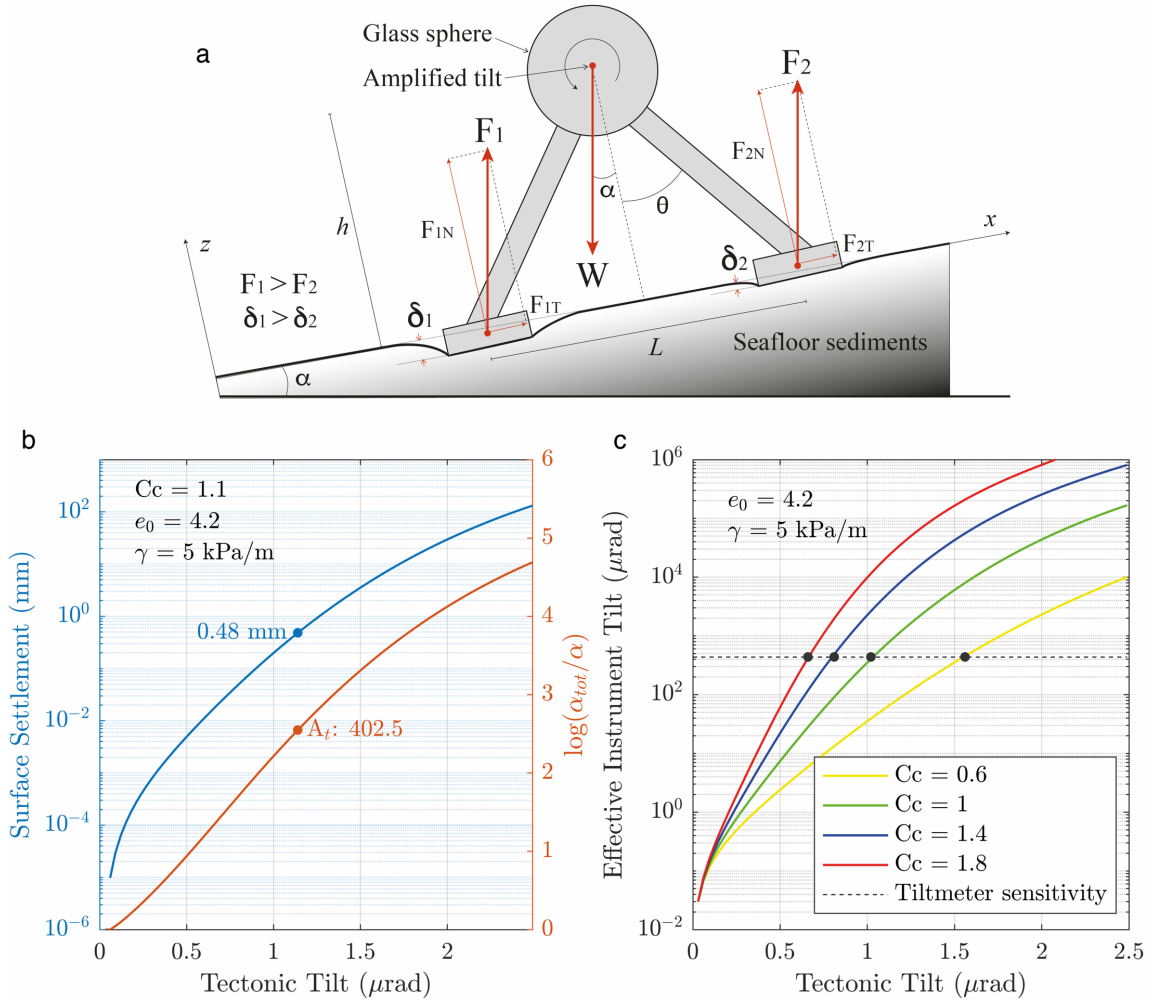 a
Glass sphere
Amplified tilt
F1
F2
F1N
F2N
α
θ
h
z
x
W
F1 > F2
δ1 > δ2
δ1
δ2
F1T
F2T
L
Seafloor sediments
α
b
Cc = 1.1
e0 = 4.2
γ = 5 kPa/m
0.48 mm
At: 402.5
Surface Settlement (mm)
10^2
10^0
10^−2
10^−4
10^−6
log(αtot/α)
6
5
4
3
2
1
0
0 0.5 1 1.5 2
Tectonic Tilt (μrad)
c
e0 = 4.2
γ = 5 kPa/m
Effective Instrument Tilt (μrad)
10^6
10^4
10^2
10^0
10^−2
Cc = 0.6
Cc = 1
Cc = 1.4
Cc = 1.8
Tiltmeter sensitivity
0 0.5 1 1.5 2 2.5
Tectonic Tilt (μrad)